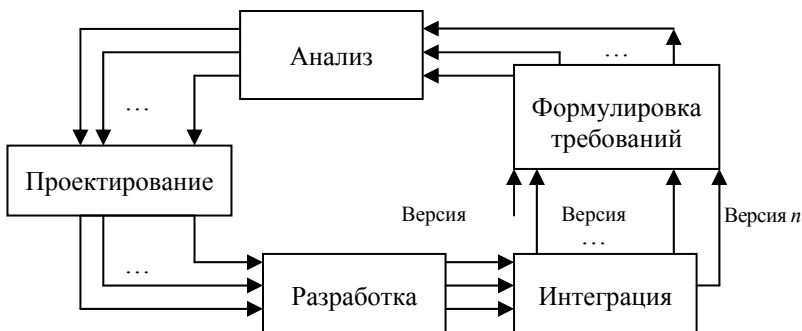 Анализ
…
Формулировка
требований
…
Проектирование
Версия
Версия
Версия n
…
…
Разработка
Интеграция